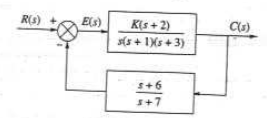 R(s) + E(s) K(s + 2) C(s)
s(s + 1)(s + 3)
−
s + 6
s + 7